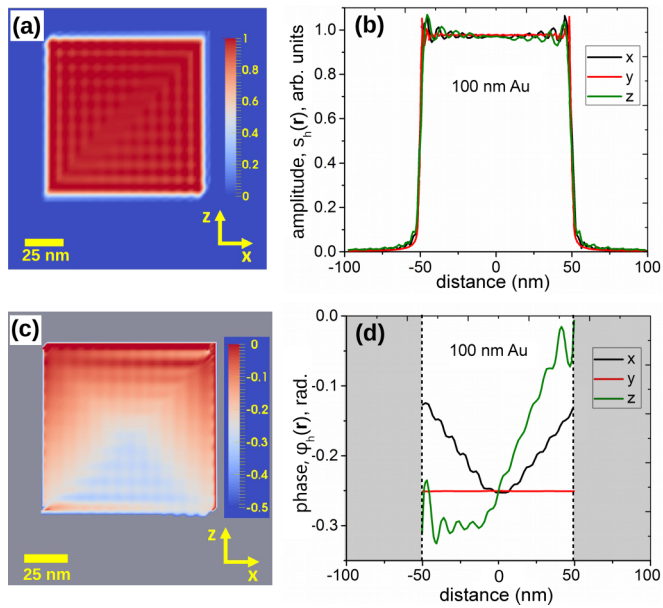 (a)
1
0.8
0.6
0.4
0.2
0
z
x
25 nm
(b)
amplitude, sₕ(r), arb. units
1.0
0.8
0.6
0.4
0.2
0.0
100 nm Au
x
y
z
-100
-50
0
50
100
distance (nm)
(c)
0
-0.1
-0.2
-0.3
-0.4
-0.5
z
x
25 nm
(d)
phase, φₕ(r), rad.
0.0
-0.1
-0.2
-0.3
100 nm Au
x
y
z
-100
-50
0
50
100
distance (nm)